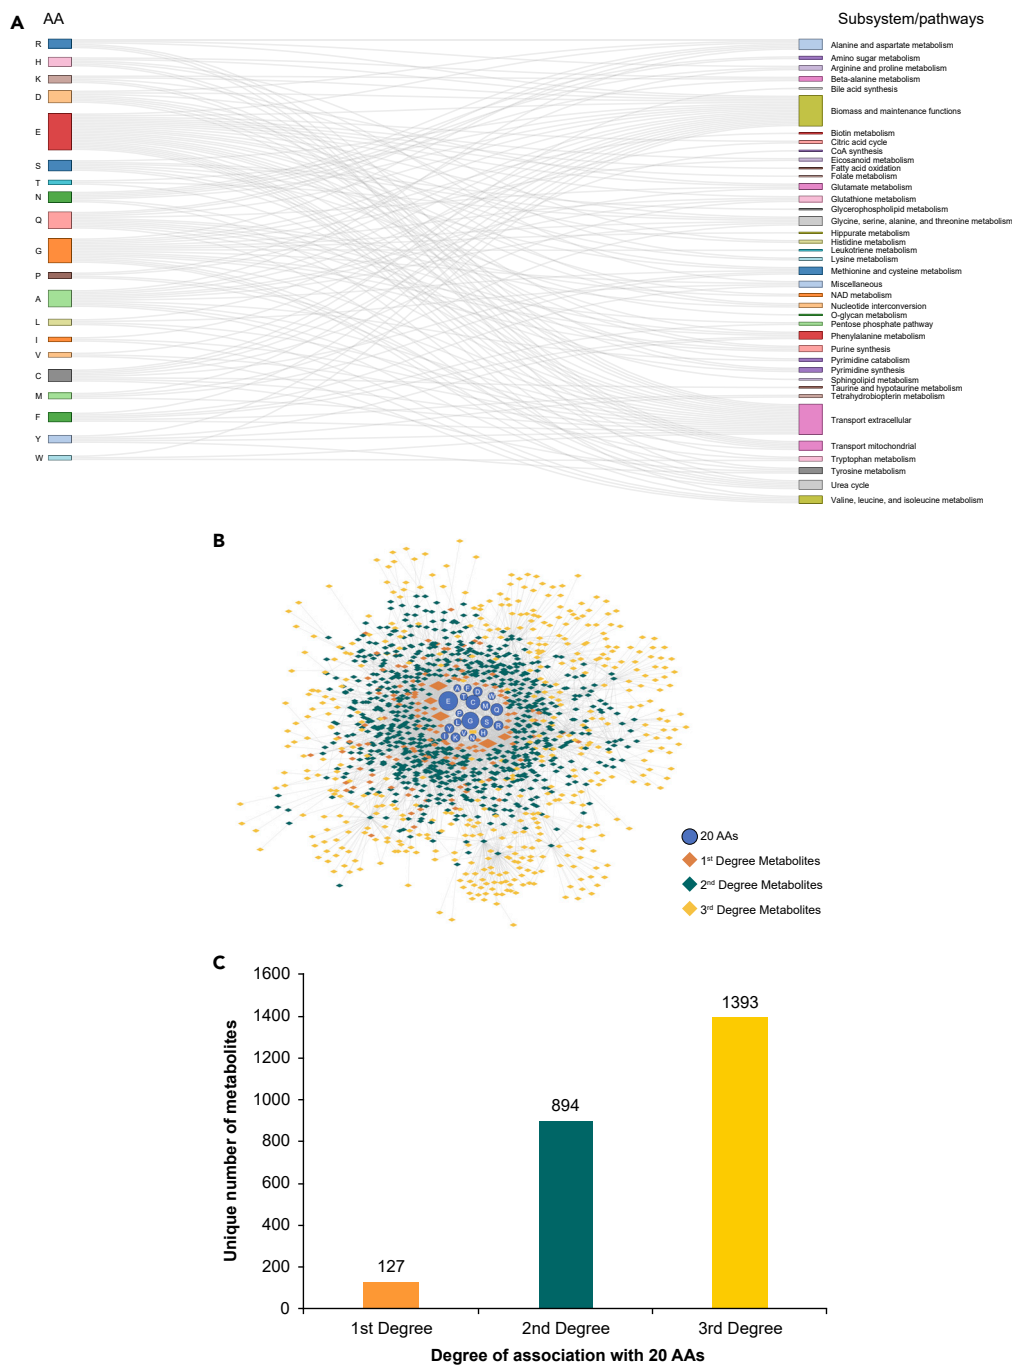 A
AA
Subsystem/pathways
R
H
K
D
E
S
T
N
Q
G
P
A
L
I
V
C
M
F
Y
W
Alanine and aspartate metabolism
Amino sugar metabolism
Arginine and proline metabolism
Beta-alanine metabolism
Bile acid synthesis
Biomass and maintenance functions
Biotin metabolism
Citric acid cycle
CoA synthesis
Eicosanoid metabolism
Fatty acid oxidation
Folate metabolism
Glutamate metabolism
Glutathione metabolism
Glycerophospholipid metabolism
Glycine, serine, alanine, and threonine metabolism
Hippurate metabolism
Histidine metabolism
Leukotriene metabolism
Lysine metabolism
Methionine and cysteine metabolism
Miscellaneous
NAD metabolism
Nucleotide interconversion
O-glycan metabolism
Pentose phosphate pathway
Phenylalanine metabolism
Purine synthesis
Pyrimidine catabolism
Pyrimidine synthesis
Sphingolipid metabolism
Taurine and hypotaurine metabolism
Tetrahydrobiopterin metabolism
Transport extracellular
Transport mitochondrial
Tryptophan metabolism
Tyrosine metabolism
Urea cycle
Valine, leucine, and isoleucine metabolism
B
A F D
E T C W
M Q
P
L G S R
Y
I K V N H
20 AAs
1st Degree Metabolites
2nd Degree Metabolites
3rd Degree Metabolites
C
Unique number of metabolites
1600
1400
1200
1000
800
600
400
200
0
127
894
1393
1st Degree
2nd Degree
3rd Degree
Degree of association with 20 AAs